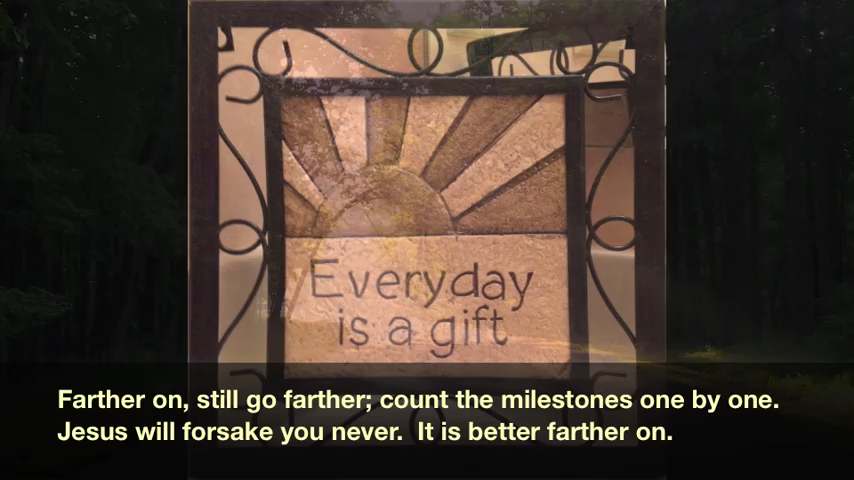 Everyday
is a gift
Farther on, still go farther; count the milestones one by one.
Jesus will forsake you never.  It is better farther on.